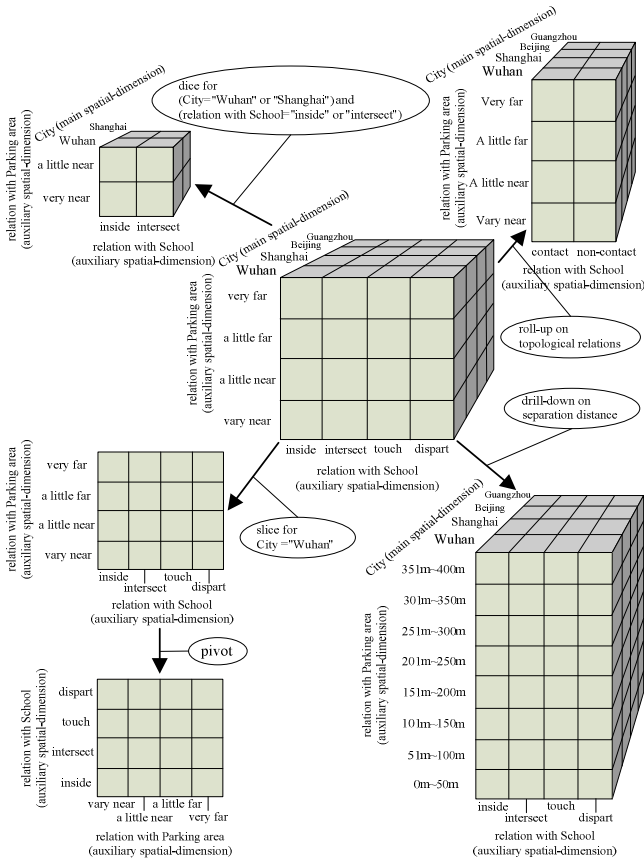 City (main spatial-dimension)
Guangzhou
Beijing
Shanghai
Wuhan
relation with Parking area
(auxiliary spatial-dimension)
Very far
A little far
A little near
Vary near
contact non-contact
relation with School
(auxiliary spatial-dimension)
dice for
(City="Wuhan" or "Shanghai") and
(relation with School="inside" or "intersect")
City (main spatial-dimension)
Shanghai
Wuhan
relation with Parking area
(auxiliary spatial-dimension)
a little near
very near
inside intersect
relation with School
(auxiliary spatial-dimension)
City (main spatial-dimension)
Guangzhou
Beijing
Shanghai
Wuhan
relation with Parking area
(auxiliary spatial-dimension)
very far
a little far
a little near
vary near
inside intersect touch dispart
relation with School
(auxiliary spatial-dimension)
roll-up on
topological relations
drill-down on
separation distance
slice for
City ="Wuhan"
relation with Parking area
(auxiliary spatial-dimension)
very far
a little far
a little near
vary near
inside touch
intersect dispart
relation with School
(auxiliary spatial-dimension)
pivot
relation with School
(auxiliary spatial-dimension)
dispart
touch
intersect
inside
vary near a little far
a little near very far
relation with Parking area
(auxiliary spatial-dimension)
City (main spatial-dimension)
Guangzhou
Beijing
Shanghai
Wuhan
relation with Parking area
(auxiliary spatial-dimension)
351m~400m
301m~350m
251m~300m
201m~250m
151m~200m
101m~150m
51m~100m
0m~50m
inside touch
intersect dispart
relation with School
(auxiliary spatial-dimension)